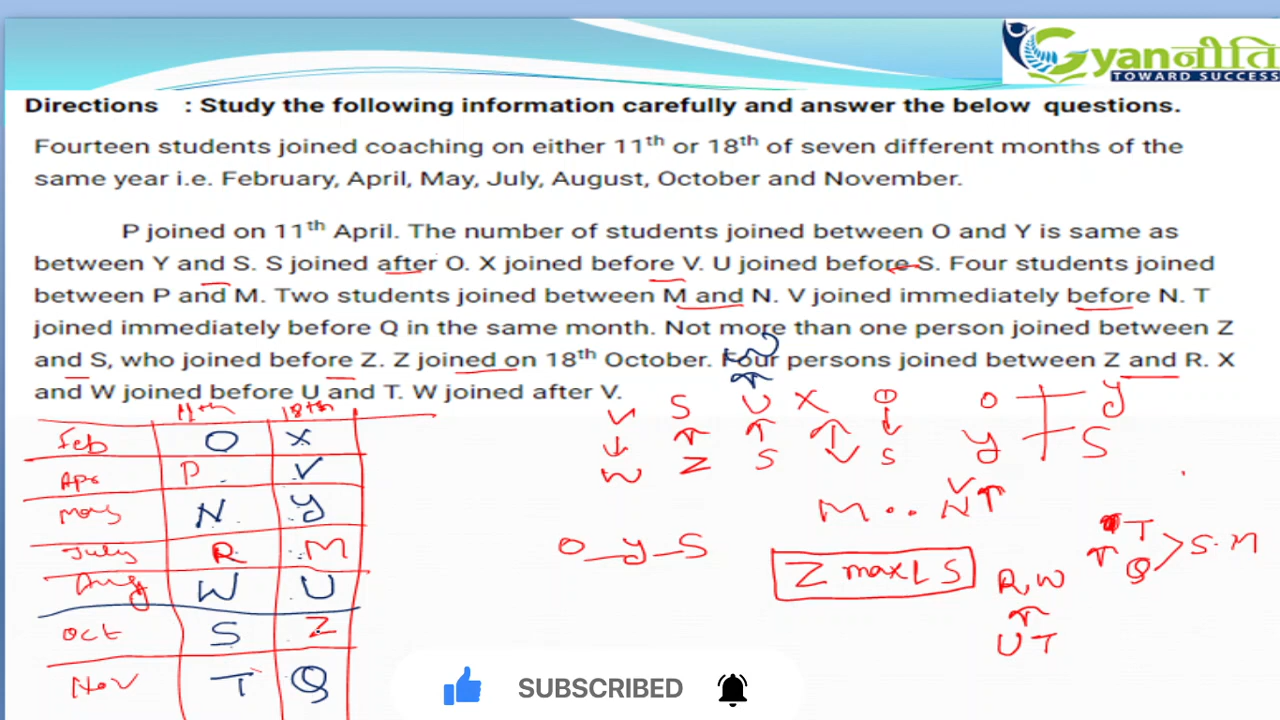 Gyanनीति
TOWARD SUCCESS
Directions : Study the following information carefully and answer the below questions.
Fourteen students joined coaching on either 11th or 18th of seven different months of the
same year i.e. February, April, May, July, August, October and November.
P joined on 11th April. The number of students joined between O and Y is same as
between Y and S. S joined after O. X joined before V. U joined before S. Four students joined
between P and M. Two students joined between M and N. V joined immediately before N. T
joined immediately before Q in the same month. Not more than one person joined between Z
and S, who joined before Z. Z joined on 18th October. Four persons joined between Z and R. X
and W joined before U and T. W joined after V.
11th 18th
Feb O X
Apr P V
May N Y
July R M
Aug W U
Oct S Z
Nov T Q
V S U X O O Y
W Z S V S Y S
M . . N
V
O _ Y _ S
Z max 1 S
R, W
U T
T
Q
S. M
SUBSCRIBED